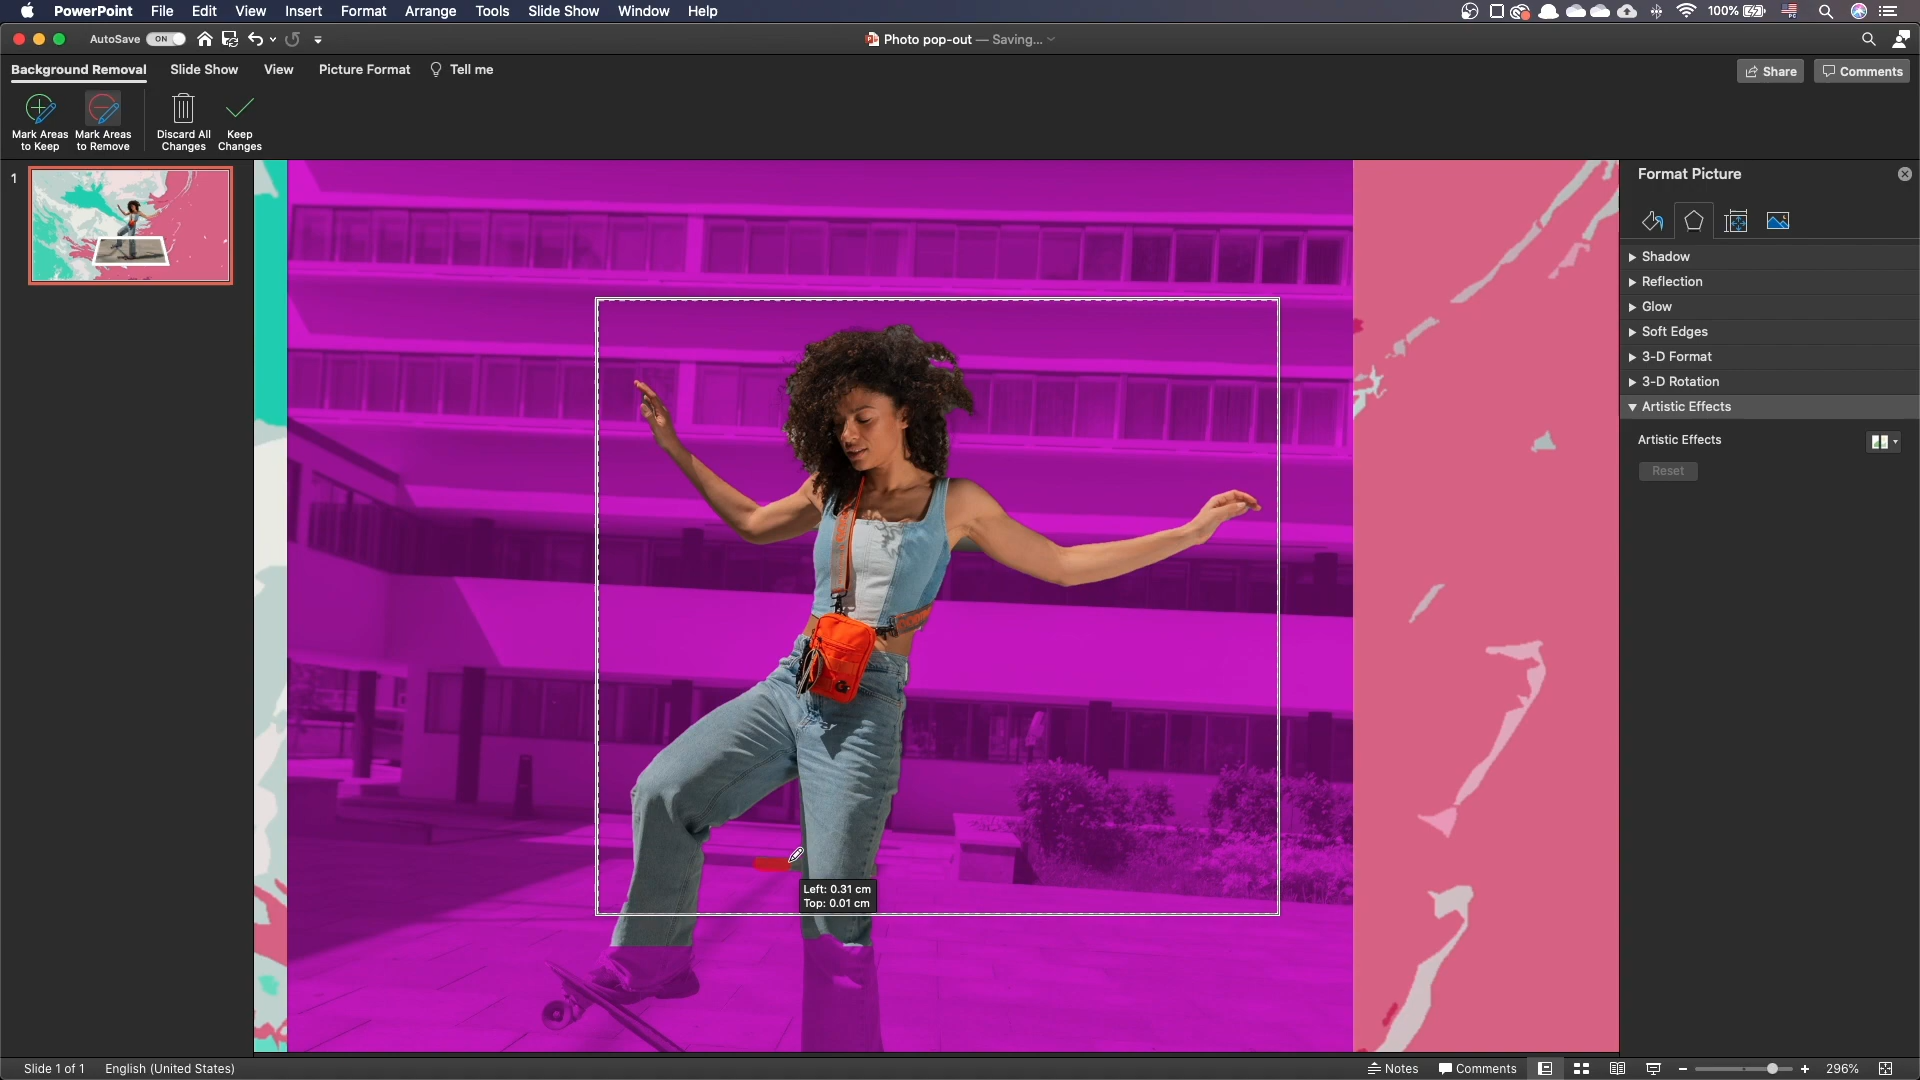 PowerPoint File Edit View Insert Format Arrange Tools Slide Show Window Help 100%
AutoSave ON Photo pop-out — Saving...
Background Removal Slide Show View Picture Format Tell me Share Comments
Mark Areas to Keep
Mark Areas to Remove
Discard All Changes
Keep Changes
1
Format Picture
Shadow
Reflection
Glow
Soft Edges
3-D Format
3-D Rotation
Artistic Effects
Artistic Effects
Reset
Left: 0.31 cm
Top: 0.01 cm
Slide 1 of 1 English (United States) Notes Comments 296%